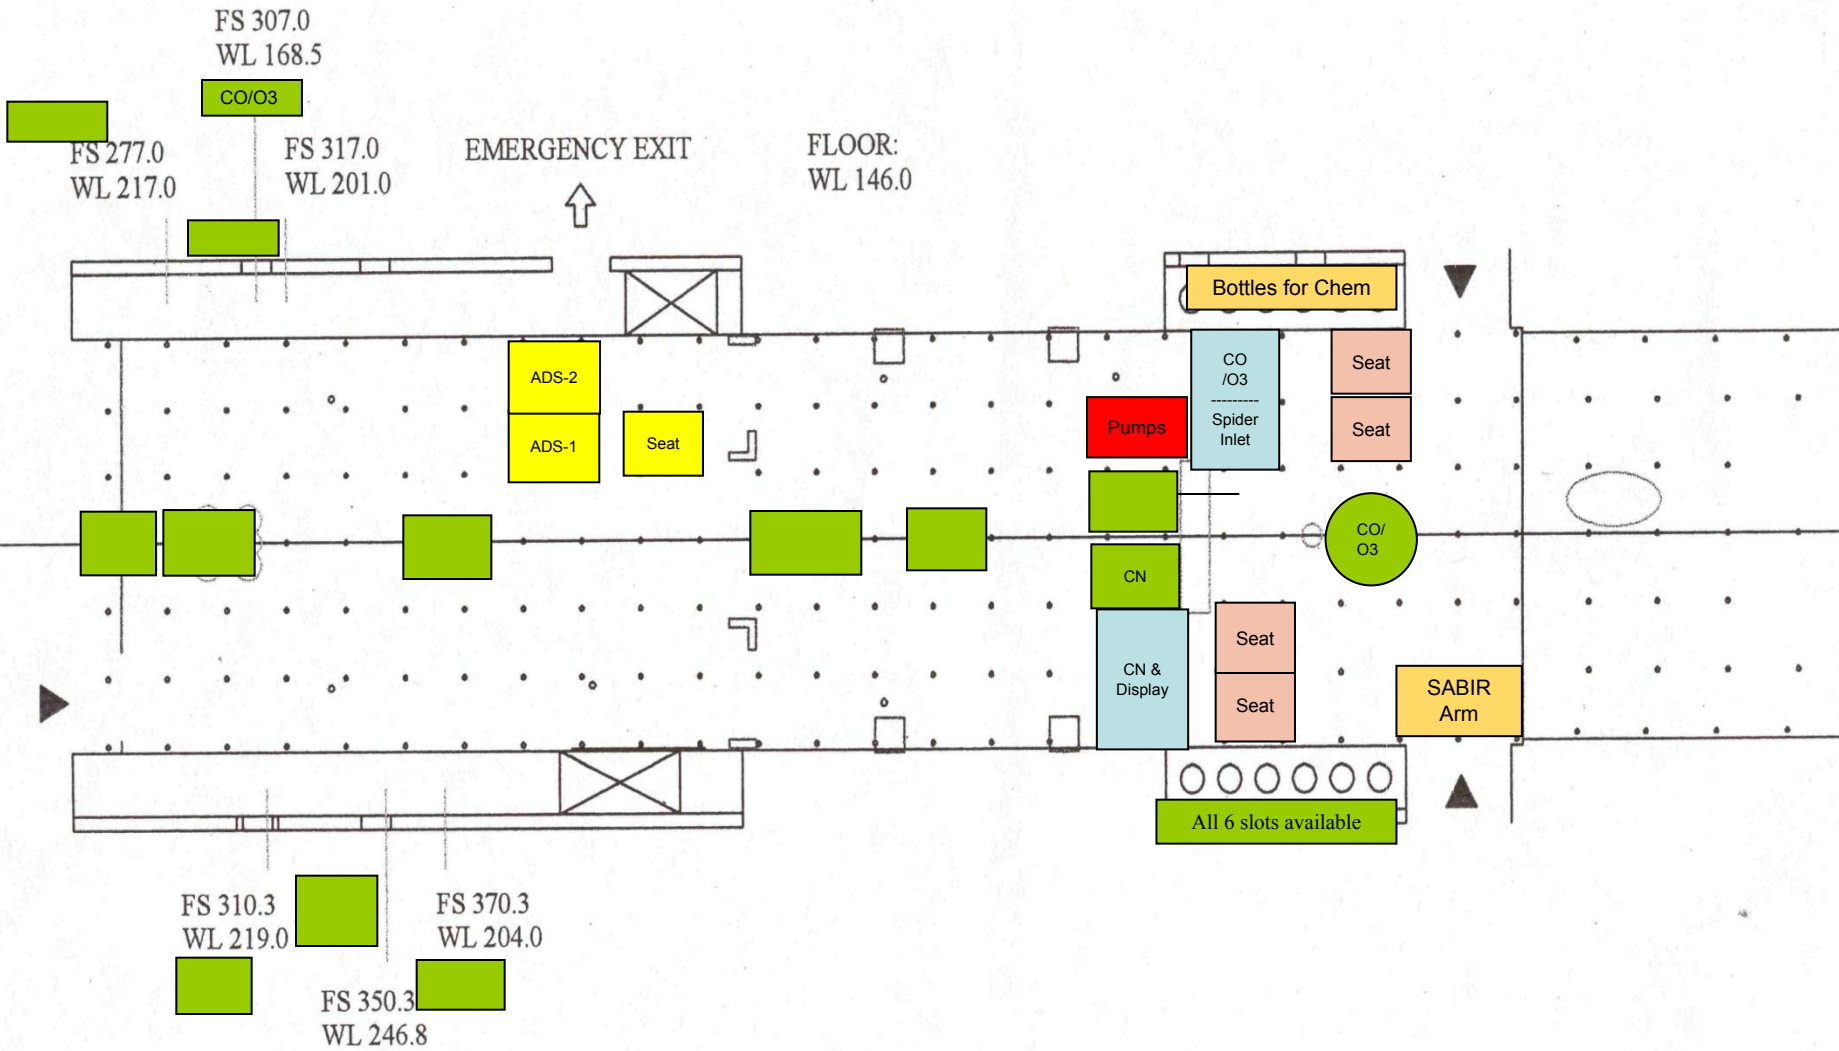 FS 307.0
WL 168.5
CO/O3
FS 277.0
WL 217.0
FS 317.0
WL 201.0
EMERGENCY EXIT
FLOOR:
WL 146.0
Bottles for Chem
ADS-2
ADS-1
Seat
Pumps
CO
/O3
---------
Spider
Inlet
Seat
Seat
CO/
O3
CN
CN &
Display
Seat
Seat
SABIR
Arm
All 6 slots available
FS 310.3
WL 219.0
FS 370.3
WL 204.0
FS 350.3
WL 246.8